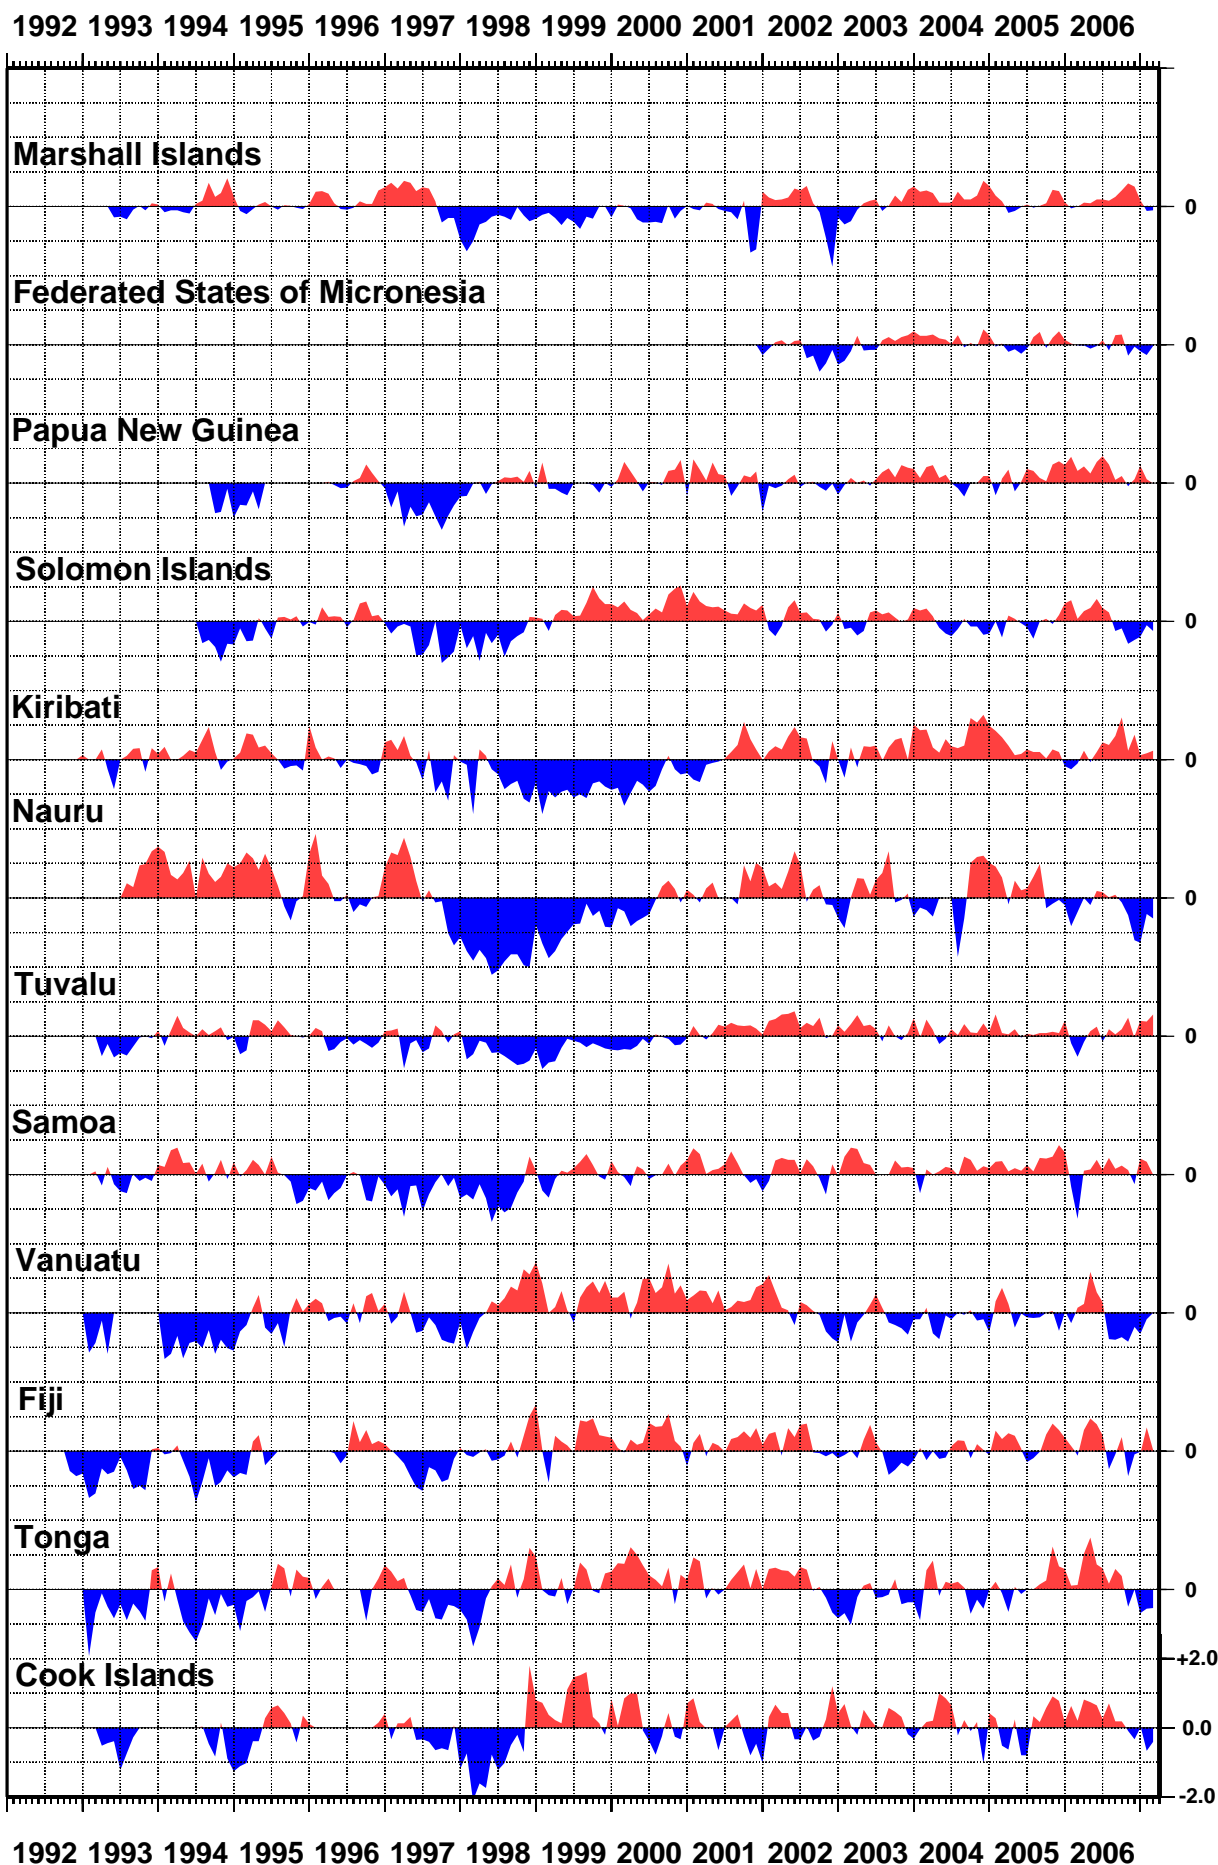 1992 1993 1994 1995 1996 1997 1998 1999 2000 2001 2002 2003 2004 2005 2006
Marshall Islands
0
Federated States of Micronesia
0
Papua New Guinea
0
Solomon Islands
0
Kiribati
0
Nauru
0
Tuvalu
0
Samoa
0
Vanuatu
0
Fiji
0
Tonga
0
+2.0
Cook Islands
0.0
-2.0
1992 1993 1994 1995 1996 1997 1998 1999 2000 2001 2002 2003 2004 2005 2006